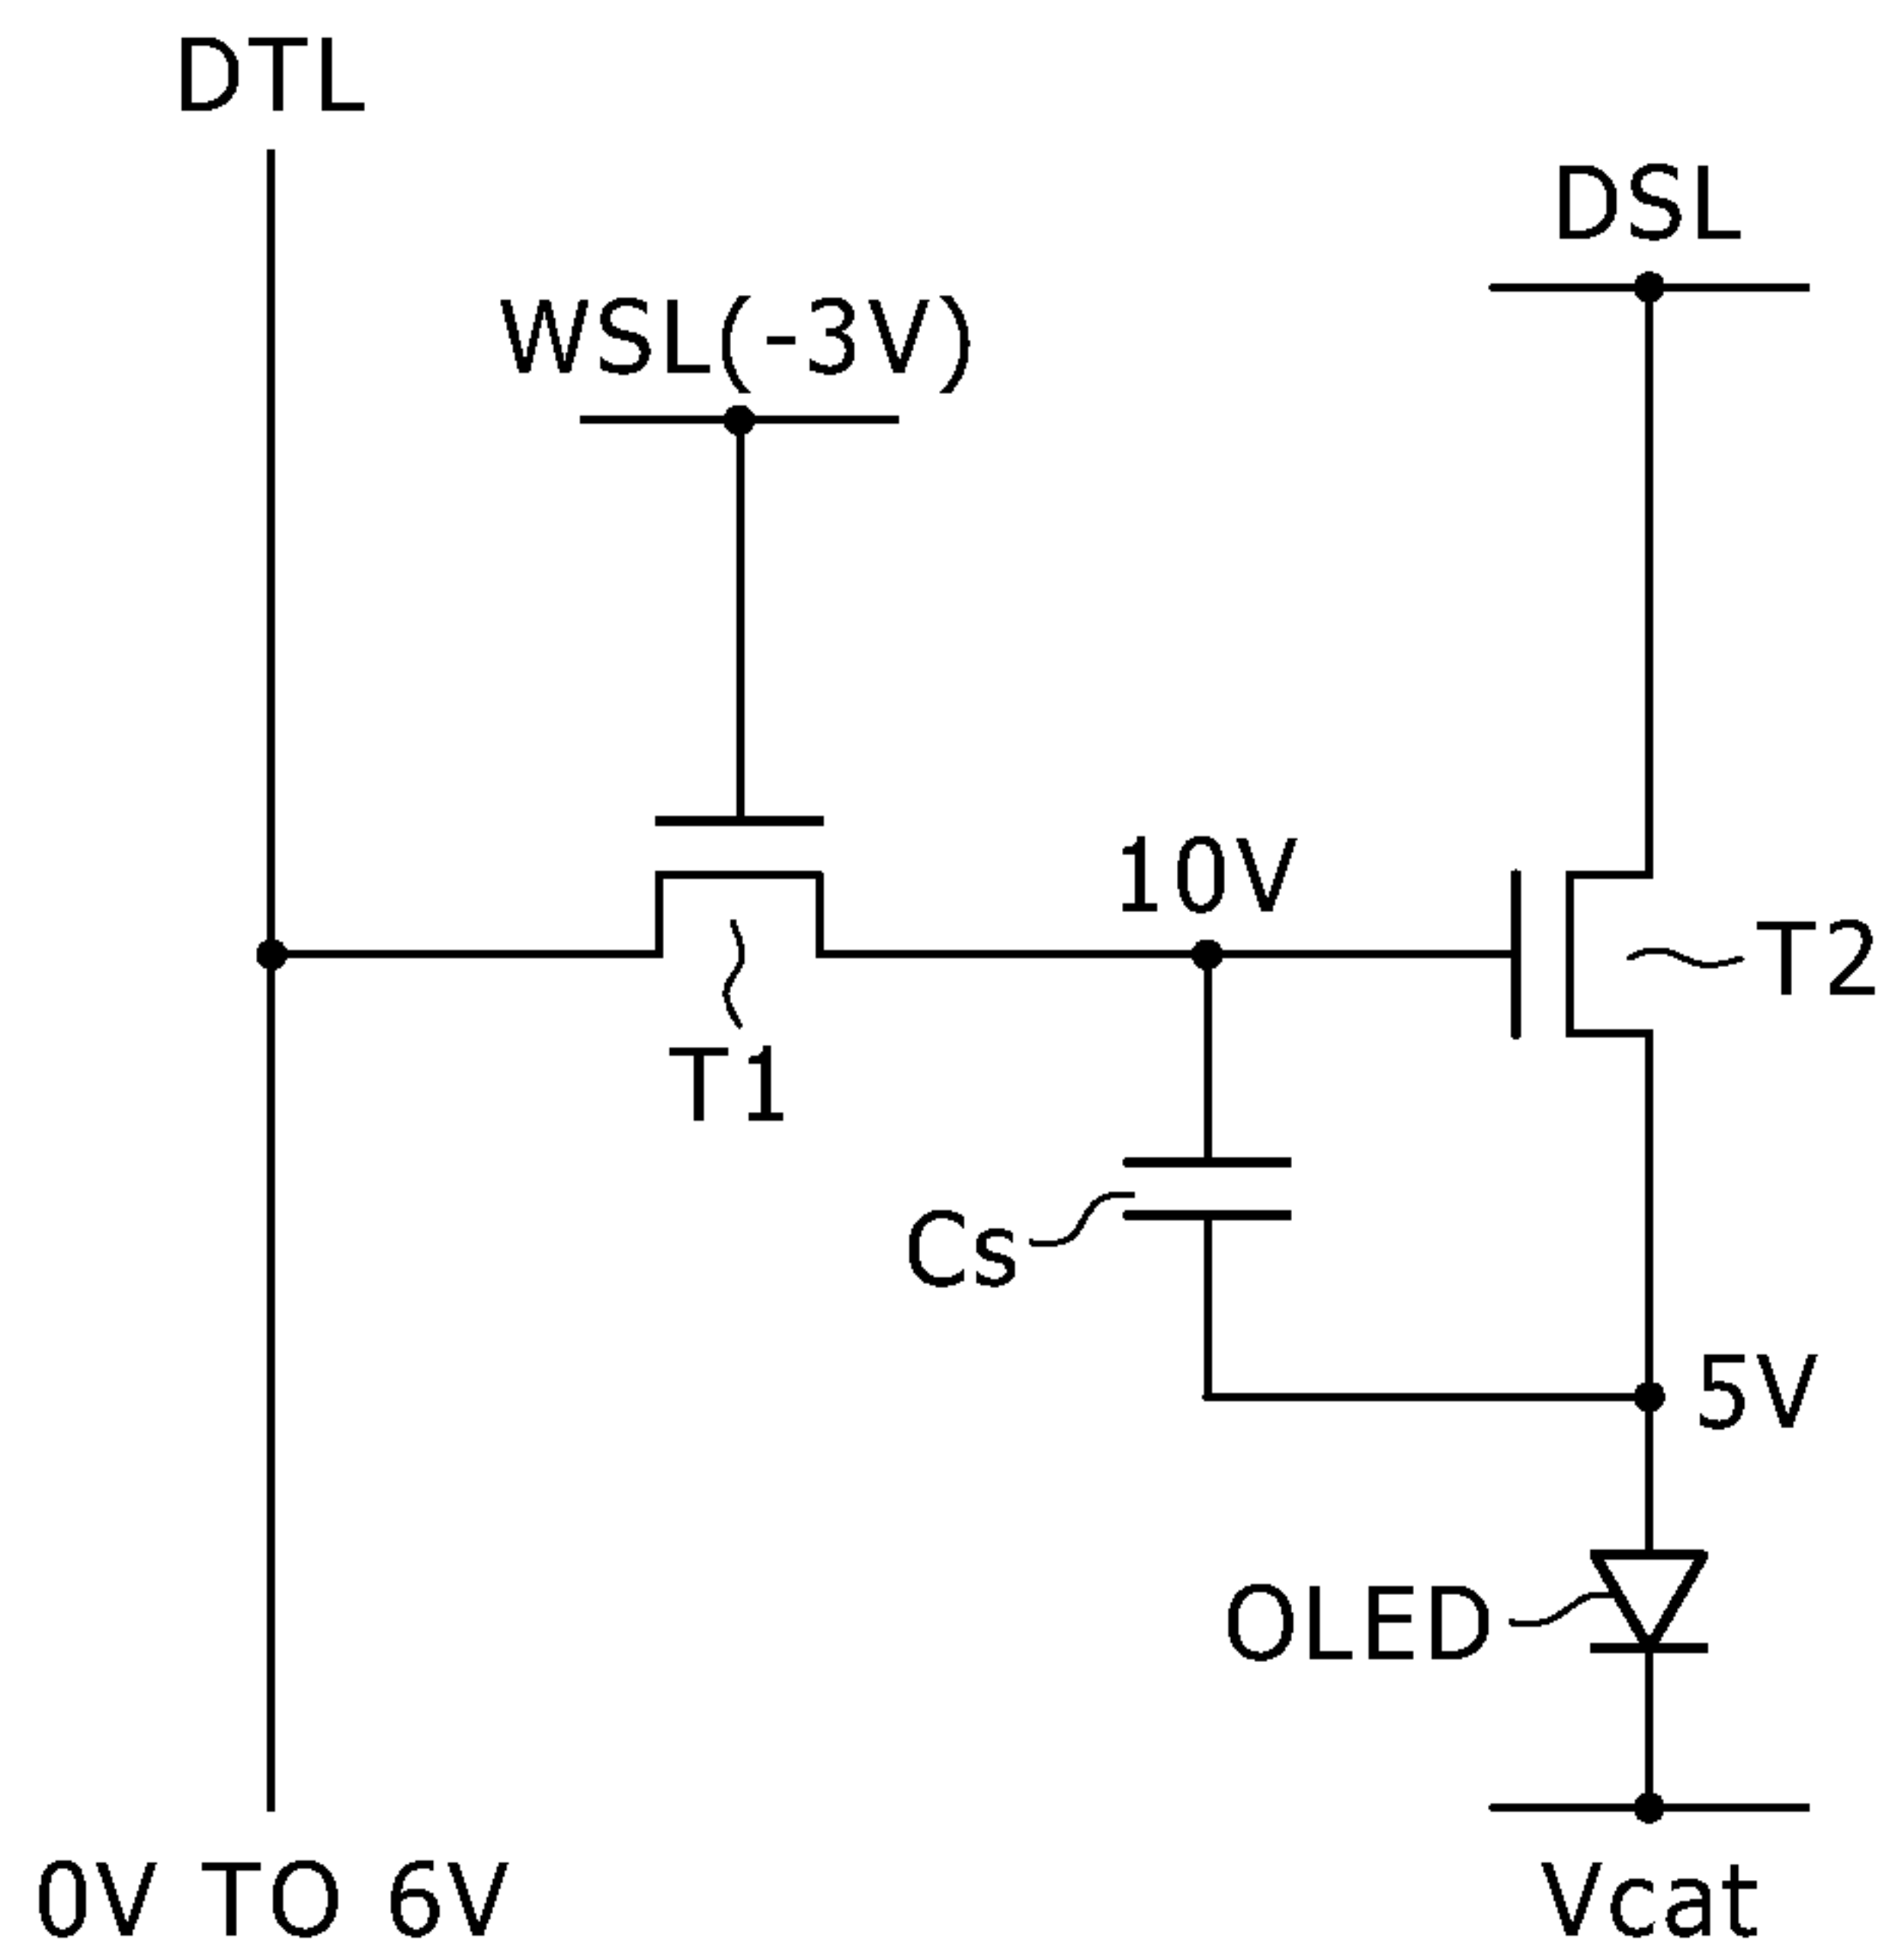 DTL
DSL
WSL(-3V)
10V
T2
T1
Cs
5V
OLED
0V TO 6V
Vcat